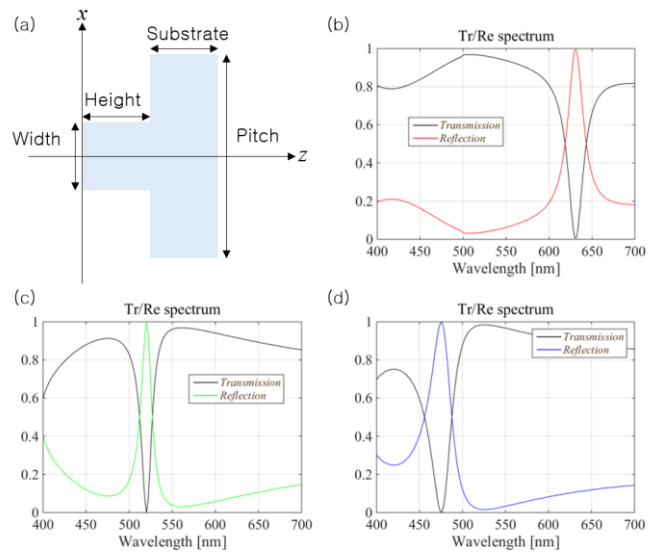 (a)
x
Substrate
Height
Width
Pitch
z
(b)
Tr/Re spectrum
1
0.8
0.6
0.4
0.2
0
Transmission
Reflection
400 450 500 550 600 650 700
Wavelength [nm]
(c)
Tr/Re spectrum
1
0.8
0.6
0.4
0.2
0
Transmission
Reflection
400 450 500 550 600 650 700
Wavelength [nm]
(d)
Tr/Re spectrum
1
0.8
0.6
0.4
0.2
0
Transmission
Reflection
400 450 500 550 600 650 700
Wavelength [nm]